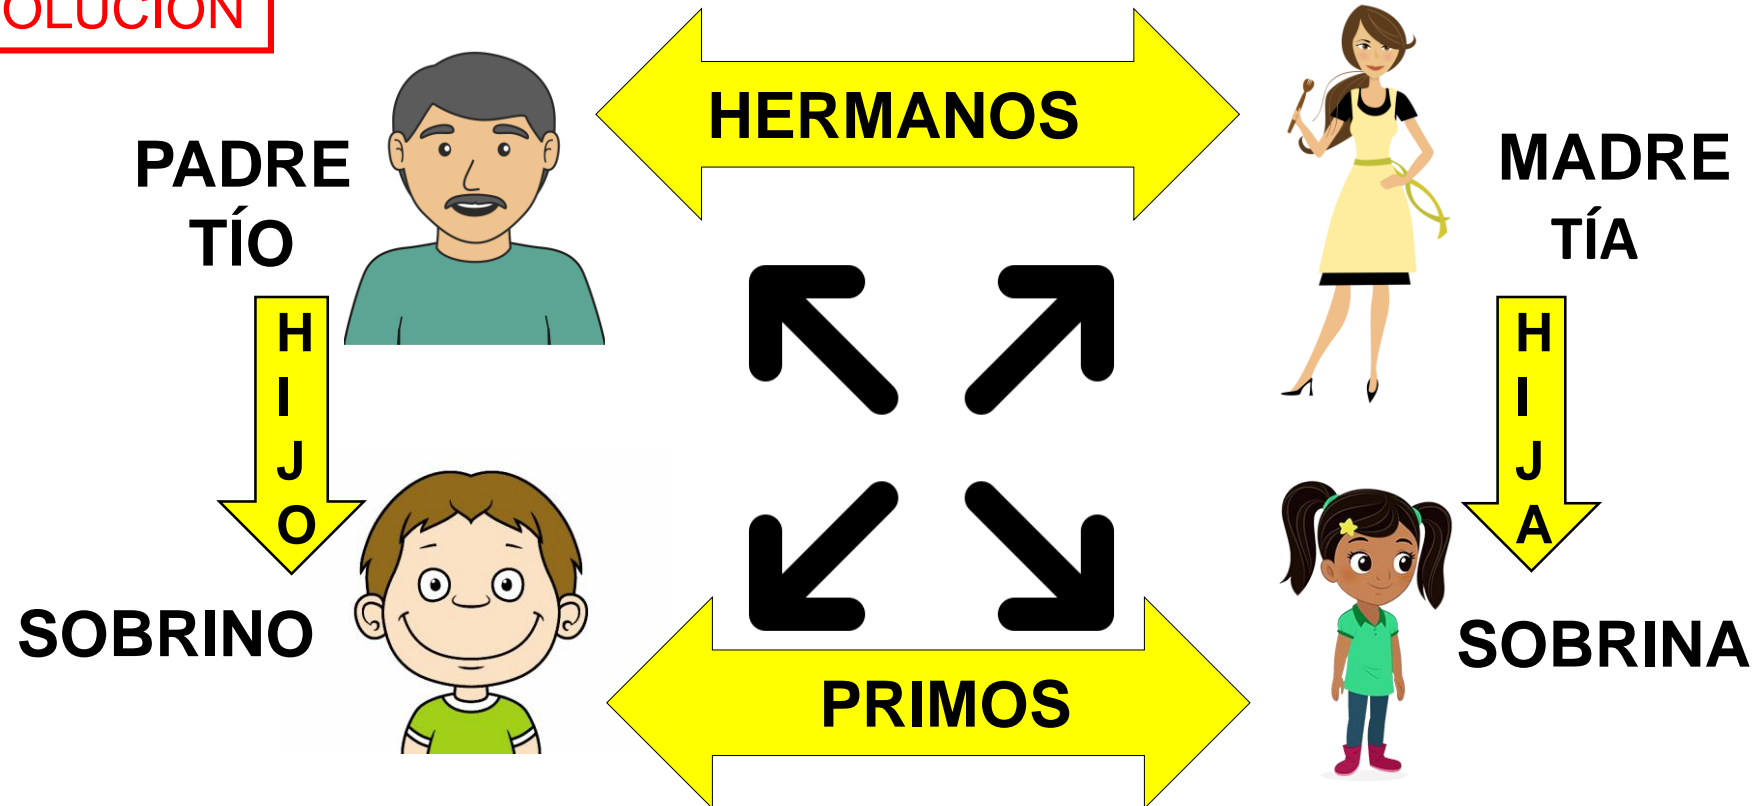 OLUCIÓN
HERMANOS
PADRE
TÍO
MADRE
TÍA
H
I
J
O
H
I
J
A
SOBRINO
SOBRINA
PRIMOS